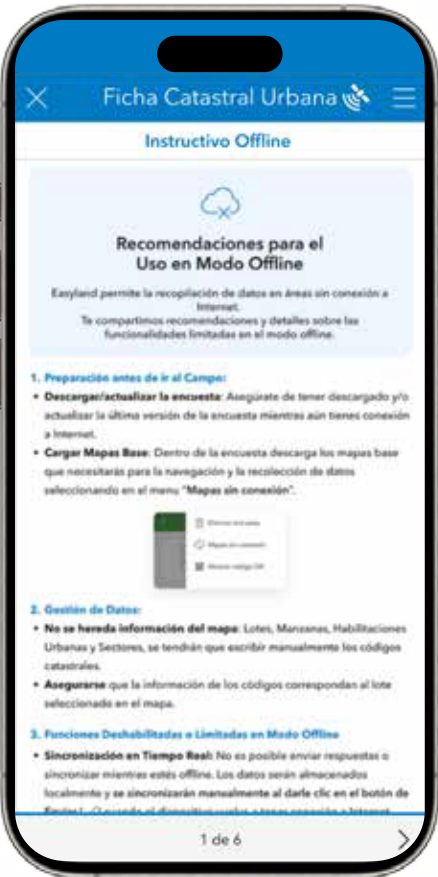 Ficha Catastral Urbana
Instructivo Offline
Recomendaciones para el
Uso en Modo Offline
Easyland permite la recopilación de datos en áreas sin conexión a
Internet.
Te compartimos recomendaciones y detalles sobre las
funcionalidades limitadas en el modo offline.
1. Preparación antes de ir al Campo:
• Descargar/actualizar la encuesta: Asegúrate de tener descargado y/o
actualizar la última versión de la encuesta mientras aún tienes conexión
a Internet.
• Cargar Mapas Base: Dentro de la encuesta descarga los mapas base
que necesitarás para la navegación y la recolección de datos
seleccionando en el menu "Mapas sin conexión".
Mapas sin conexión
2. Gestión de Datos:
• No se hereda información del mapa: Lotes, Manzanas, Habilitaciones
Urbanas y Sectores, se tendrán que escribir manualmente los códigos
catastrales.
• Asegurarse que la información de los códigos correspondan al lote
seleccionado en el mapa.
3. Funciones Deshabilitadas o Limitadas en Modo Offline
• Sincronización en Tiempo Real: No es posible enviar respuestas o
sincronizar mientras estés offline. Los datos serán almacenados
localmente y se sincronizarán manualmente al darle clic en el botón de
1 de 6